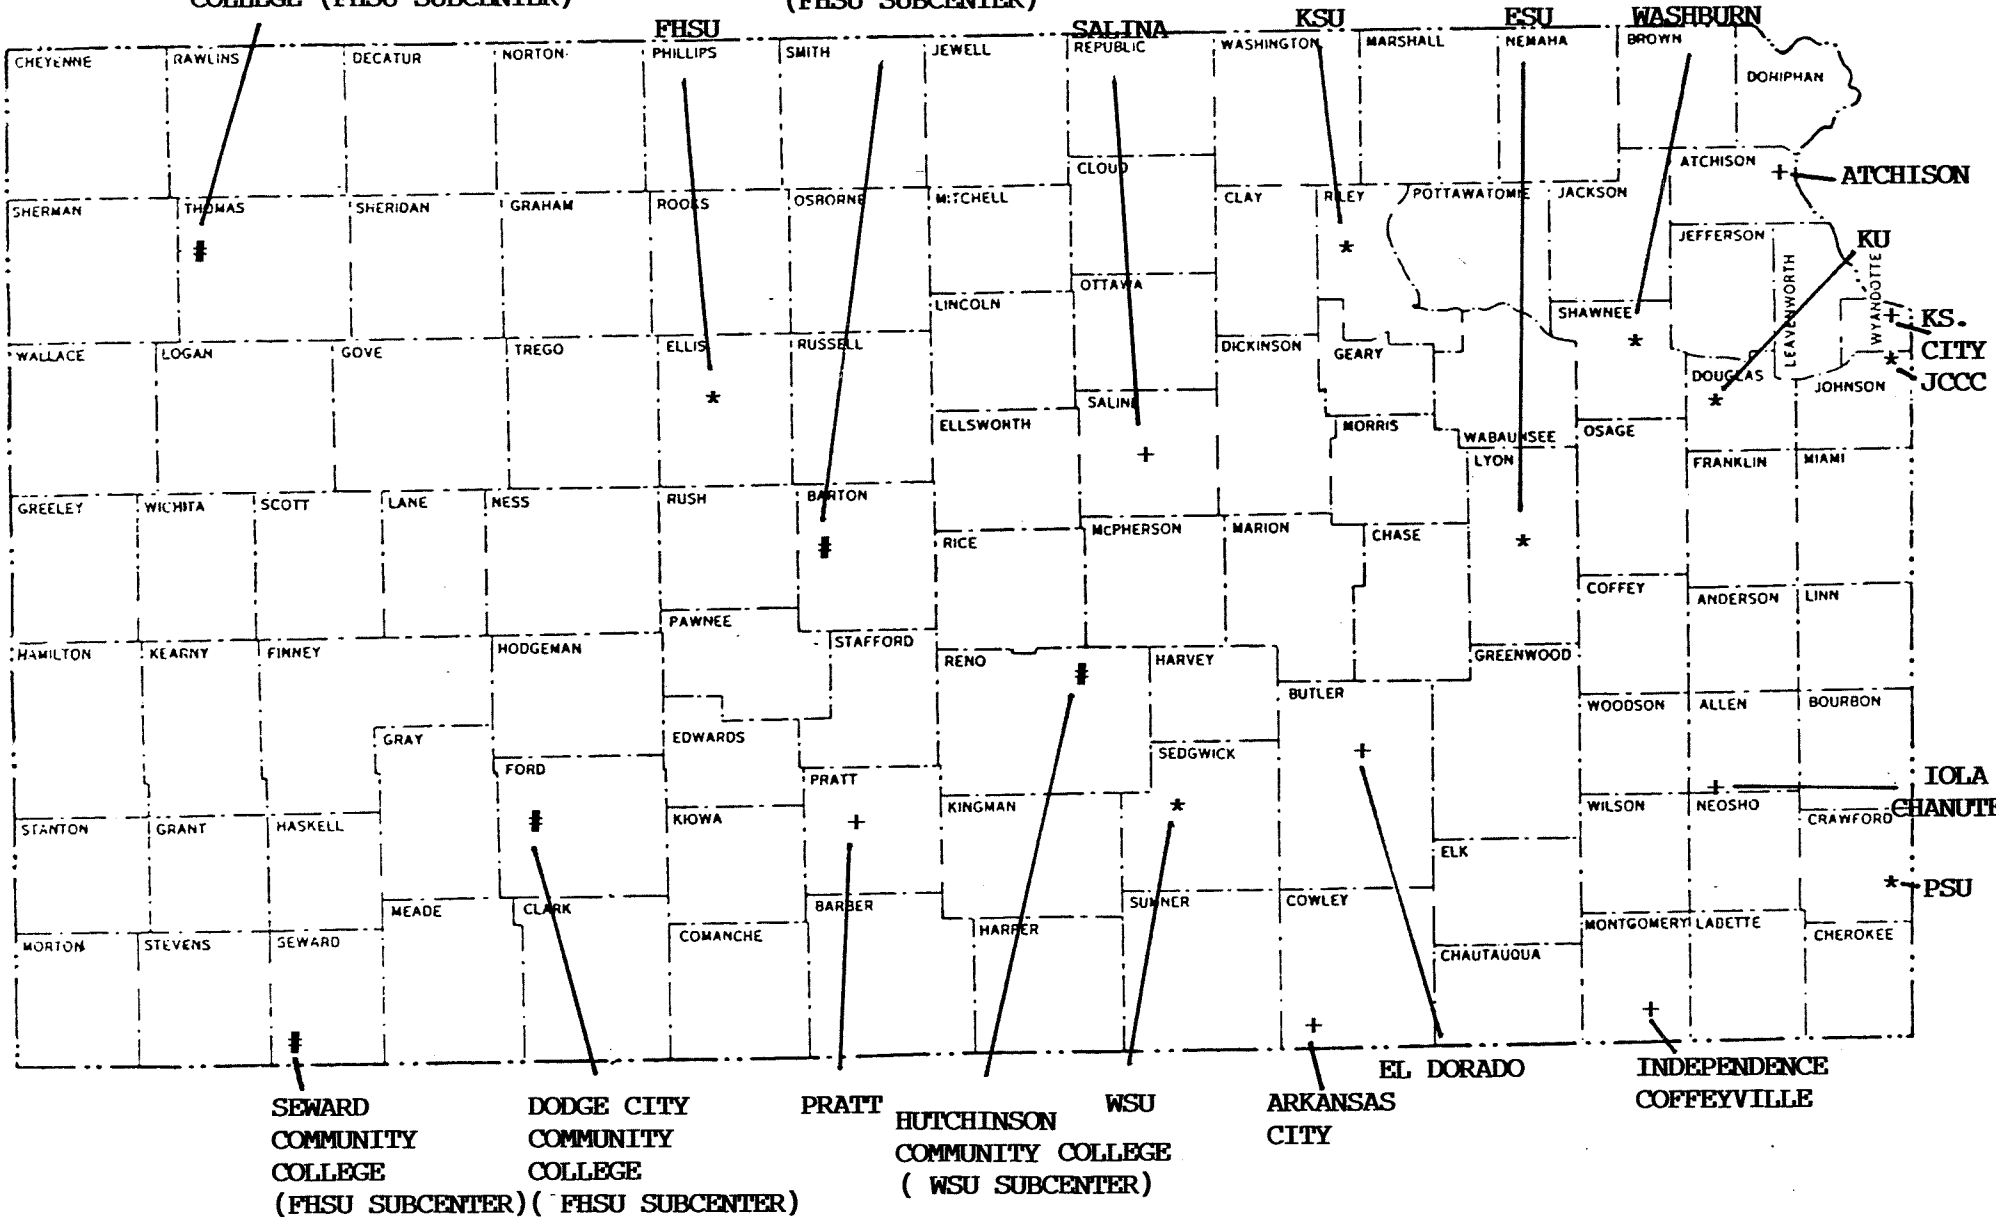 COLLEGE (FHSU SUBCENTER)
(FHSU SUBCENTER)
FHSU
SALINA
KSU
ESU
WASHBURN
CHEYENNE
RAWLINS
DECATUR
NORTON
PHILLIPS
SMITH
JEWELL
REPUBLIC
WASHINGTON
MARSHALL
NEMAHA
BROWN
DOHIPHAN
CLOUD
ATCHISON
+ ATCHISON
SHERMAN
THOMAS
SHERIDAN
GRAHAM
ROOKS
OSBORNE
MITCHELL
CLAY
RILEY
POTTAWATOMIE
JACKSON
JEFFERSON
KU
#
*
OTTAWA
LINCOLN
LEAVENWORTH
WYANDOTTE
SHAWNEE
*
+ KS.
CITY
* JCCC
WALLACE
LOGAN
GOVE
TREGO
ELLIS
RUSSELL
DICKINSON
GEARY
DOUGLAS
JOHNSON
*
*
SALINE
ELLSWORTH
MORRIS
WABAUNSEE
OSAGE
+
LYON
FRANKLIN
MIAMI
GREELEY
WICHITA
SCOTT
LANE
NESS
RUSH
BARTON
RICE
McPHERSON
MARION
CHASE
#
*
COFFEY
ANDERSON
LINN
PAWNEE
STAFFORD
HAMILTON
KEARNY
FINNEY
HODGEMAN
RENO
HARVEY
GREENWOOD
#
BUTLER
WOODSON
ALLEN
BOURBON
GRAY
EDWARDS
SEDGWICK
+
FORD
PRATT
IOLA
CHANUTE
+
KINGMAN
*
WILSON
NEOSHO
CRAWFORD
STANTON
GRANT
HASKELL
#
KIOWA
+
ELK
* PSU
MEADE
CLARK
BARBER
SUMNER
COWLEY
MONTGOMERY
LABETTE
CHEROKEE
MORTON
STEVENS
SEWARD
COMANCHE
HARPER
CHAUTAUQUA
#
+
+
EL DORADO
INDEPENDENCE
COFFEYVILLE
SEWARD
COMMUNITY
COLLEGE
(FHSU SUBCENTER)
DODGE CITY
COMMUNITY
COLLEGE
( FHSU SUBCENTER)
PRATT
HUTCHINSON
COMMUNITY COLLEGE
( WSU SUBCENTER)
WSU
ARKANSAS
CITY